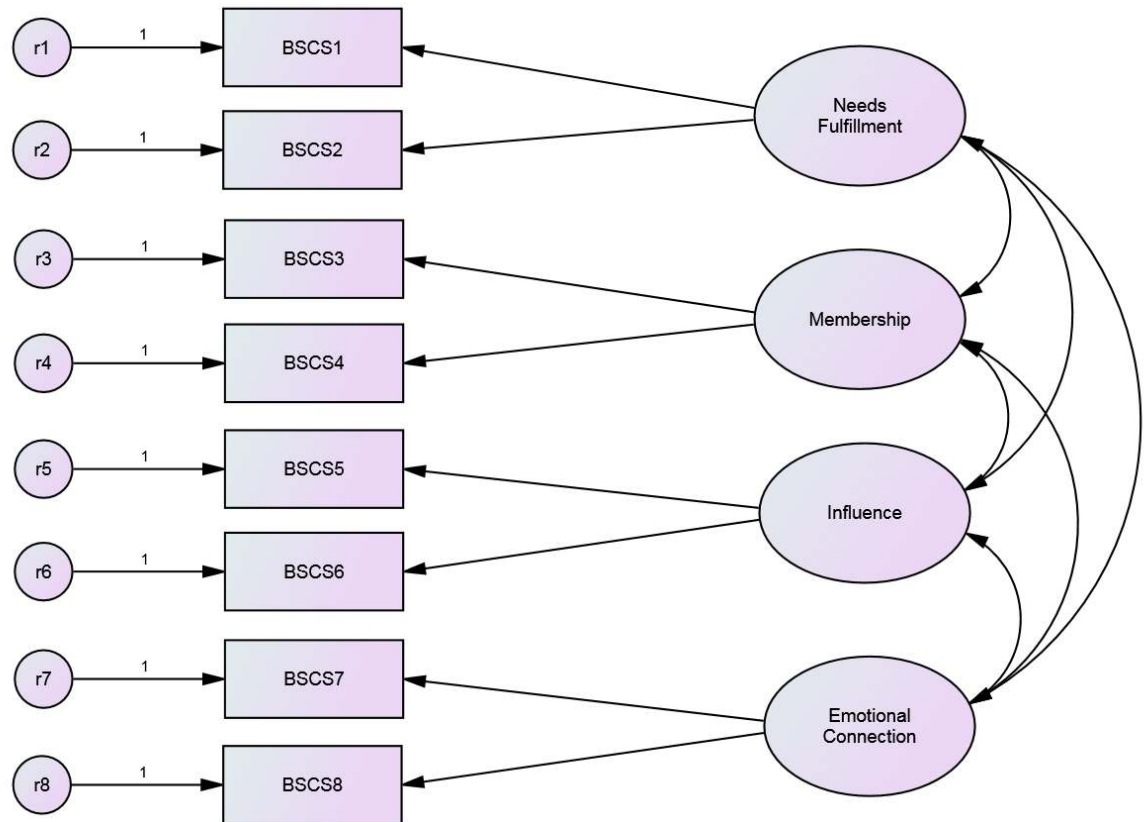 r1
1
BSCS1
r2
1
BSCS2
Needs
Fulfillment
r3
1
BSCS3
r4
1
BSCS4
Membership
r5
1
BSCS5
r6
1
BSCS6
Influence
r7
1
BSCS7
r8
1
BSCS8
Emotional
Connection